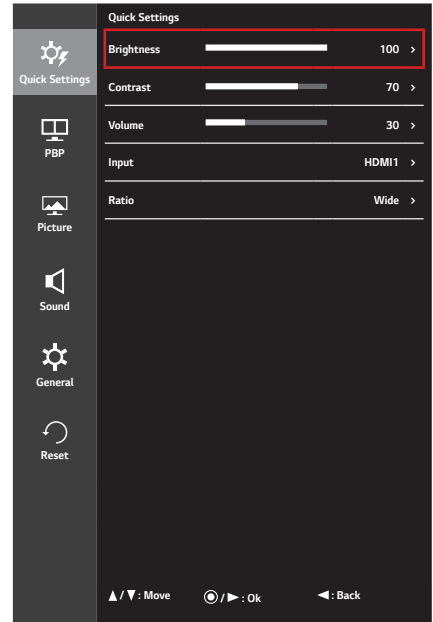 Quick Settings
Brightness 100 >
Contrast 70 >
Volume 30 >
Input HDMI1 >
Ratio Wide >
Quick Settings
PBP
Picture
Sound
General
Reset
▲/▼: Move ◉/►: Ok ◄: Back